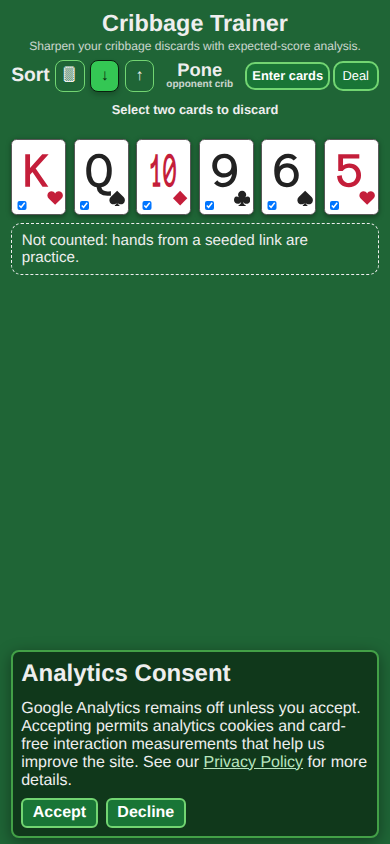 Cribbage Trainer
Sharpen your cribbage discards with expected-score analysis.
Sort ↓ ↑ Pone Enter cards Deal
opponent crib
Select two cards to discard
K♥ Q♠ 10♦ 9♣ 6♠ 5♥
Not counted: hands from a seeded link are
practice.
Analytics Consent
Google Analytics remains off unless you accept.
Accepting permits analytics cookies and card-
free interaction measurements that help us
improve the site. See our Privacy Policy for more
details.
Accept Decline